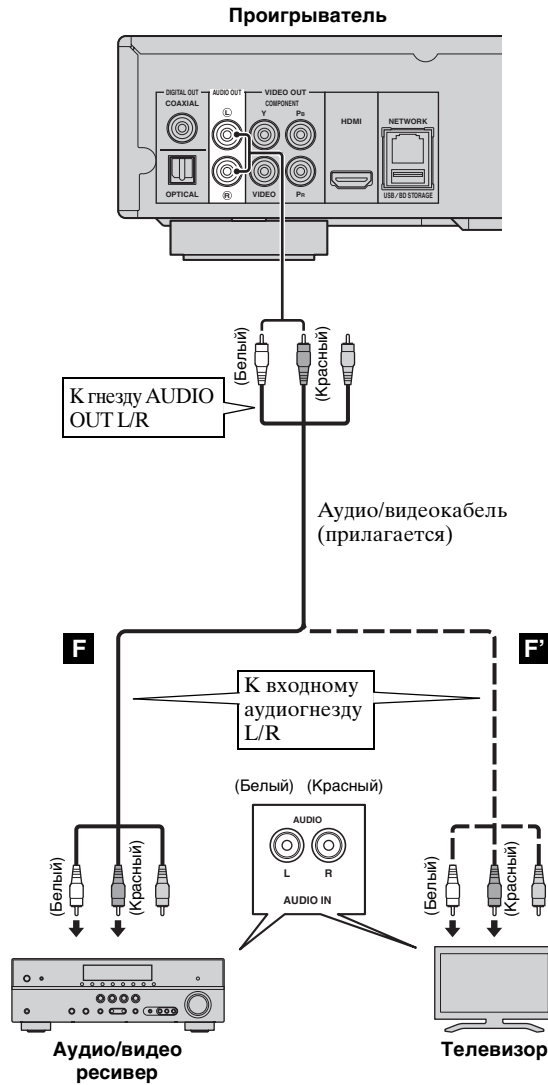 Проигрыватель
DIGITAL OUT
AUDIO OUT
VIDEO OUT
COAXIAL
COMPONENT
L
Y
PB
HDMI
NETWORK
OPTICAL
R
VIDEO
PR
USB/BD STORAGE
(Белый)
(Красный)
К гнезду AUDIO
OUT L/R
Аудио/видеокабель
(прилагается)
F
F’
К входному
аудиогнезду
L/R
(Белый) (Красный)
AUDIO
L R
AUDIO IN
(Белый)
(Красный)
(Белый)
(Красный)
Аудио/видео
ресивер
Телевизор